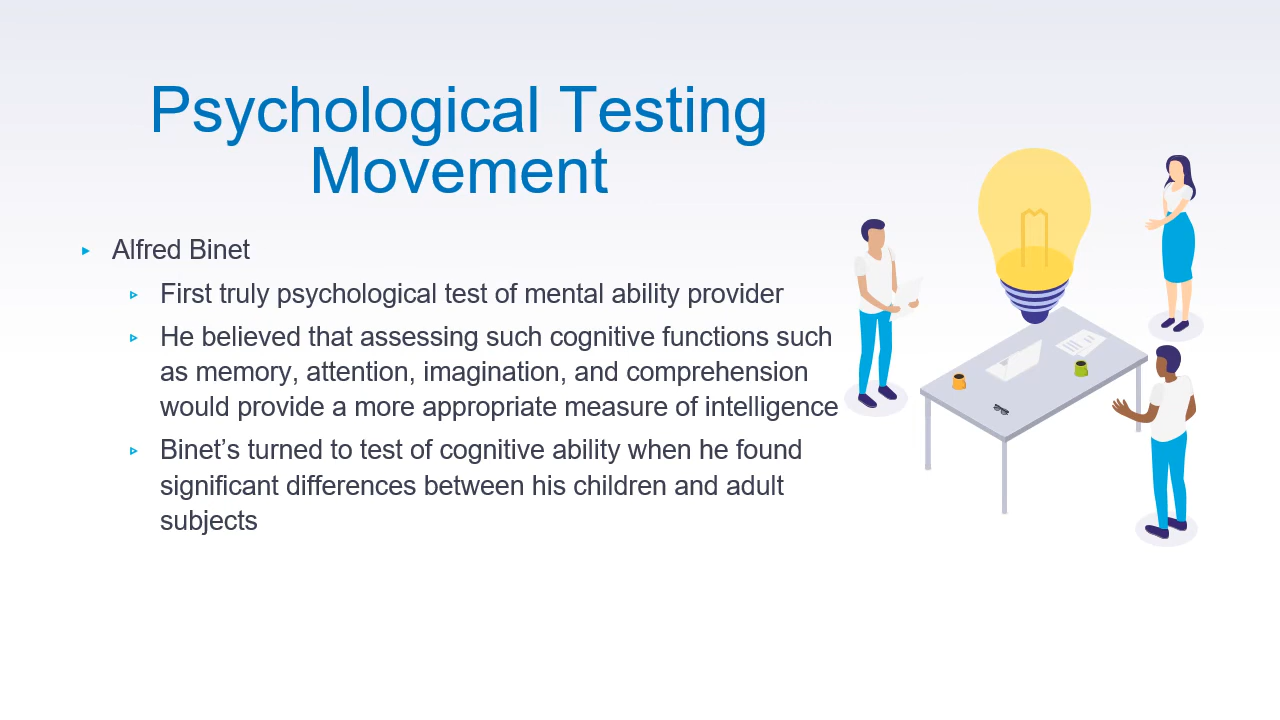 Psychological Testing
Movement
Alfred Binet
First truly psychological test of mental ability provider
He believed that assessing such cognitive functions such
as memory, attention, imagination, and comprehension
would provide a more appropriate measure of intelligence
Binet’s turned to test of cognitive ability when he found
significant differences between his children and adult
subjects